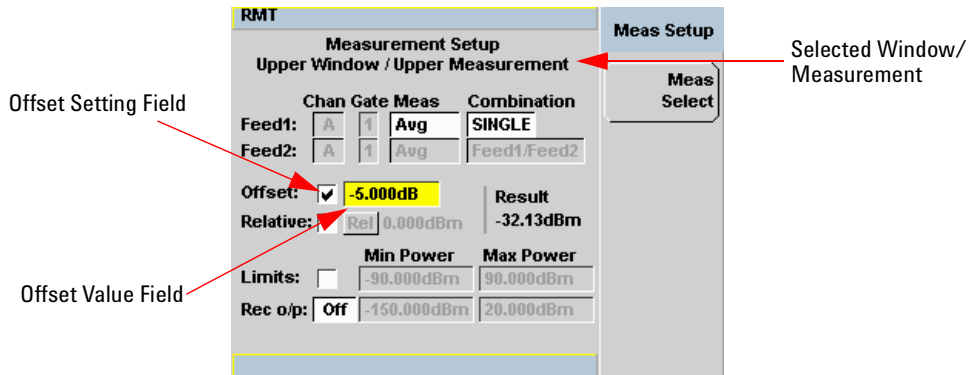 RMT
Meas Setup
Measurement Setup
Upper Window / Upper Measurement
Selected Window/
Measurement
Meas
Select
Offset Setting Field
Chan Gate Meas Combination
Feed1: A 1 Avg SINGLE
Feed2: A 1 Avg Feed1/Feed2
Offset: -5.000dB Result
Relative: Rel 0.000dBm -32.13dBm
Min Power Max Power
Limits: -90.000dBm 90.000dBm
Offset Value Field
Rec o/p: Off -150.000dBm 20.000dBm